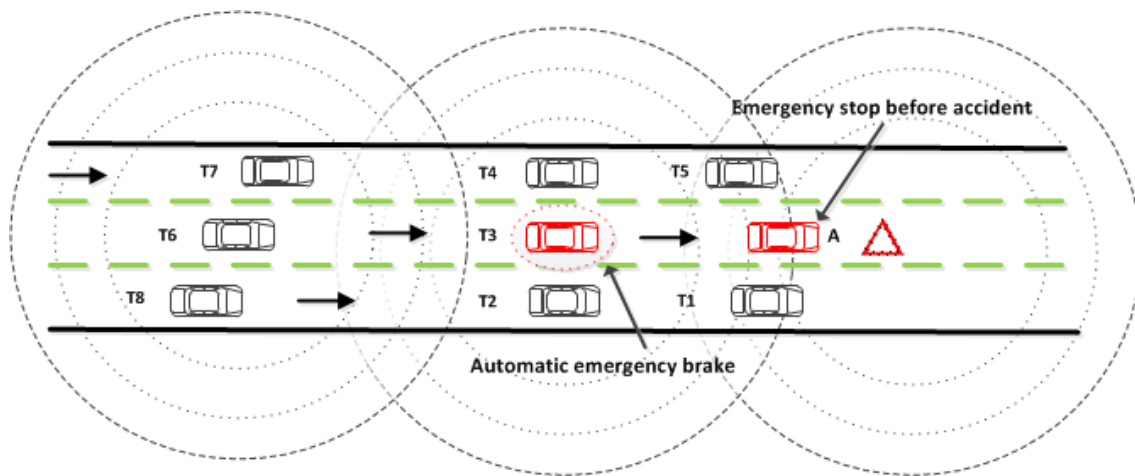 Emergency stop before accident
T7
T4
T5
T6
T3
A
T8
T2
T1
Automatic emergency brake